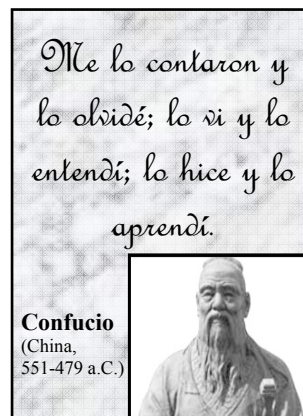 Me lo contaron y
lo olvidé; lo vi y lo
entendí; lo hice y lo
aprendí.
Confucio
(China,
551-479 a.C.)